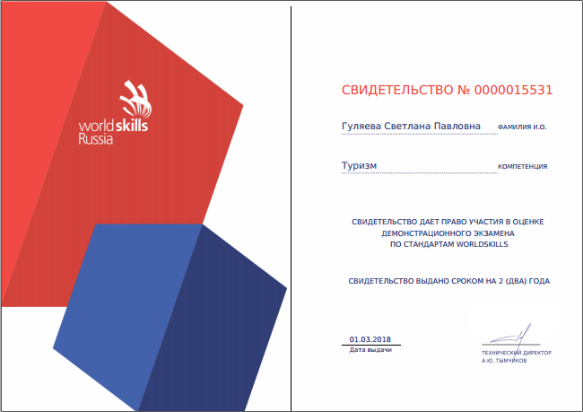 worldskills
Russia
СВИДЕТЕЛЬСТВО № 0000015531
Гуляева Светлана Павловна ФАМИЛИЯ И.О.
Туризм КОМПЕТЕНЦИЯ
СВИДЕТЕЛЬСТВО ДАЕТ ПРАВО УЧАСТИЯ В ОЦЕНКЕ
ДЕМОНСТРАЦИОННОГО ЭКЗАМЕНА
ПО СТАНДАРТАМ WORLDSKILLS
СВИДЕТЕЛЬСТВО ВЫДАНО СРОКОМ НА 2 (ДВА) ГОДА
01.03.2018
Дата выдачи
ТЕХНИЧЕСКИЙ ДИРЕКТОР
А.Ю. ТЫМЧИКОВ